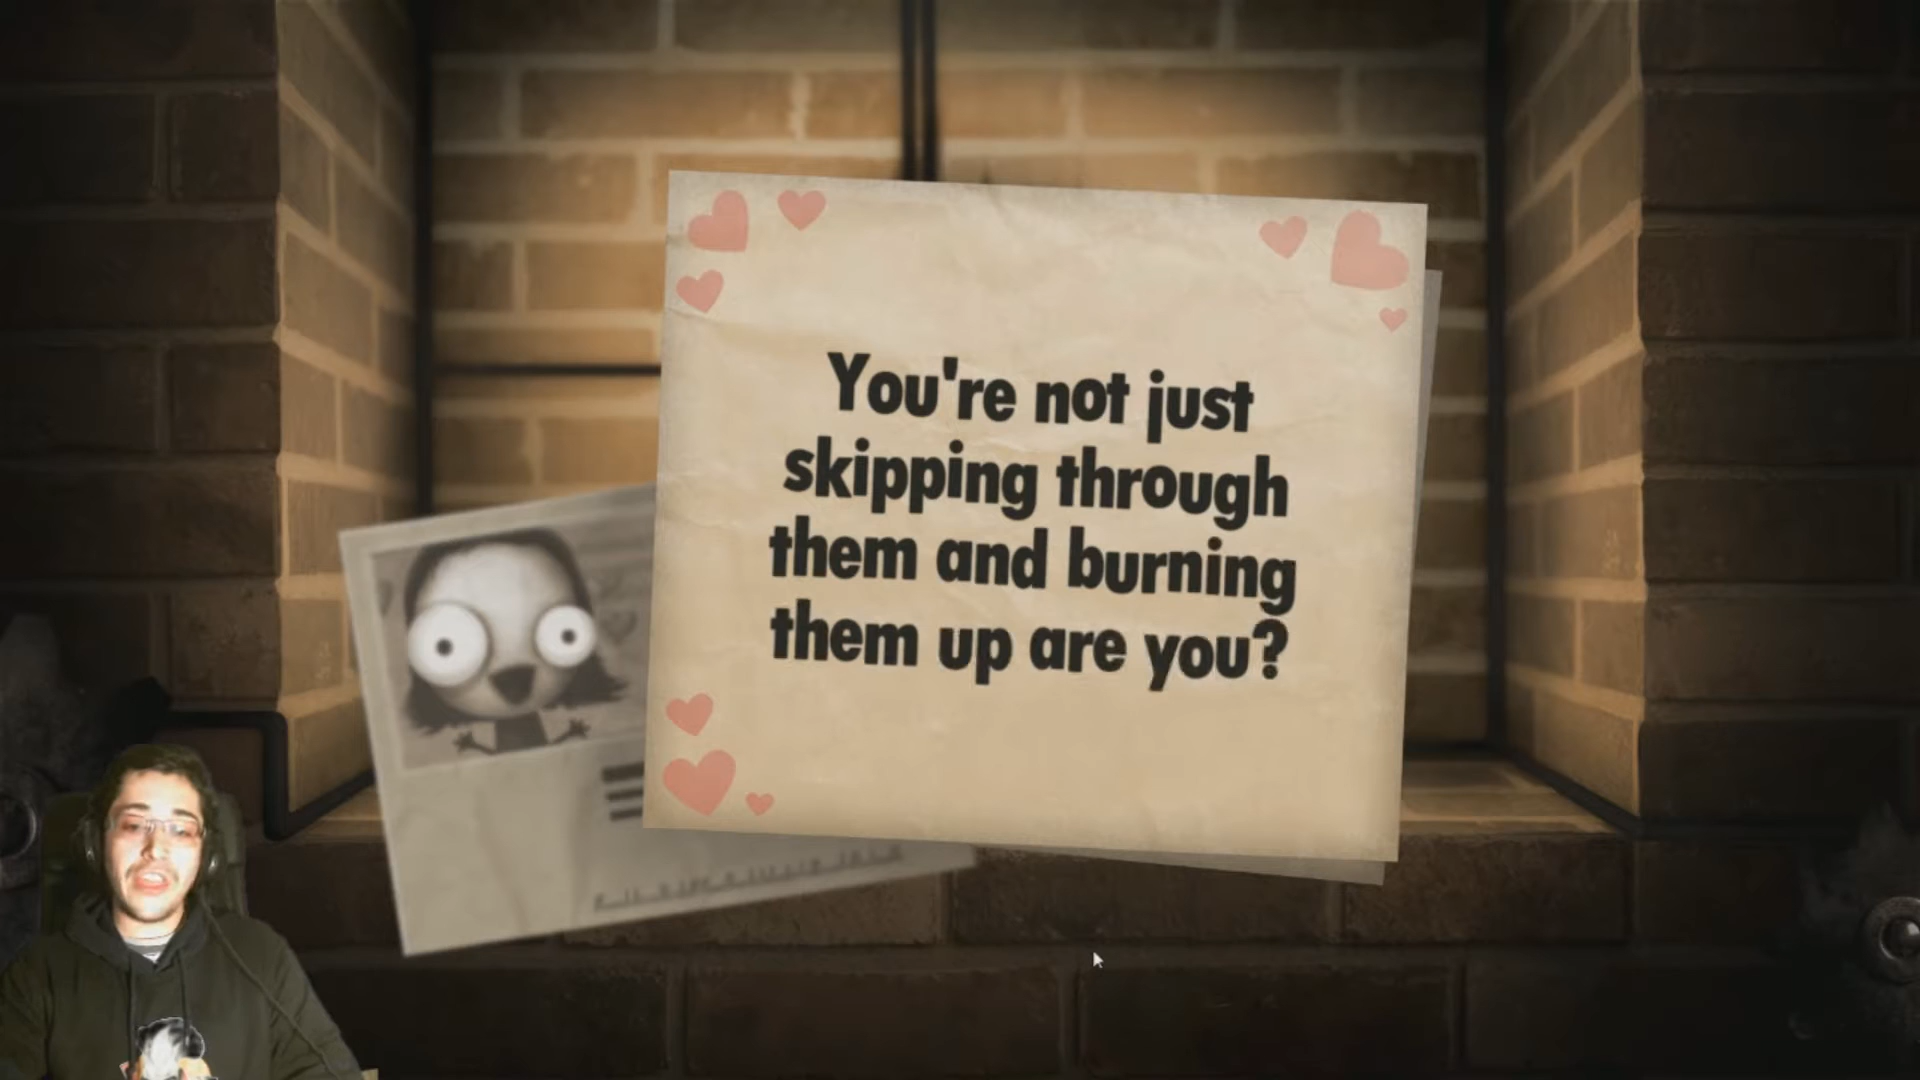 You're not just
skipping through
them and burning
them up are you?